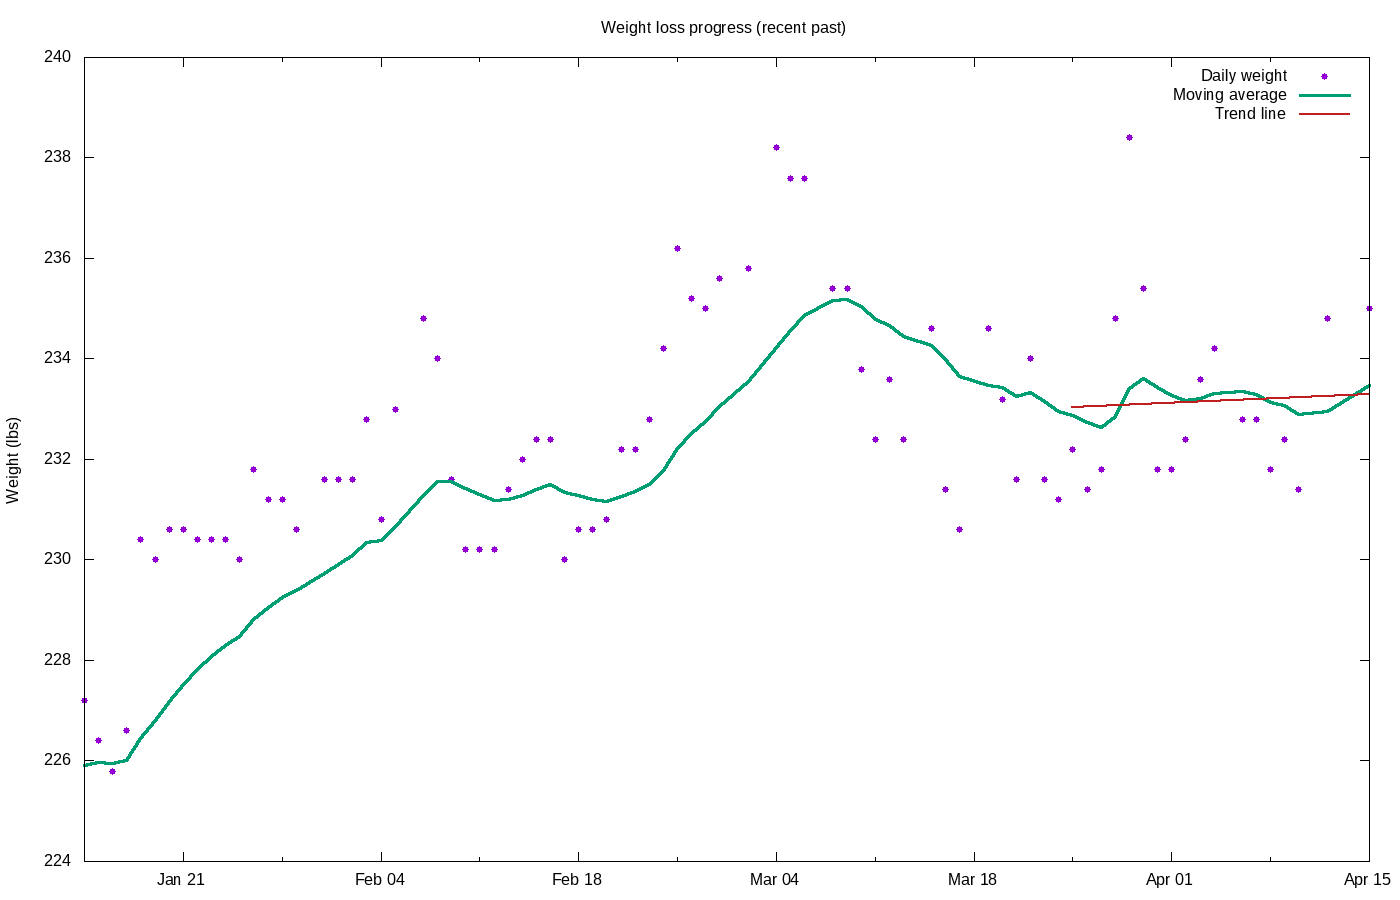 Weight loss progress (recent past)
Daily weight
Moving average
Trend line
Weight (lbs)
240
238
236
234
232
230
228
226
224
Jan 21
Feb 04
Feb 18
Mar 04
Mar 18
Apr 01
Apr 15